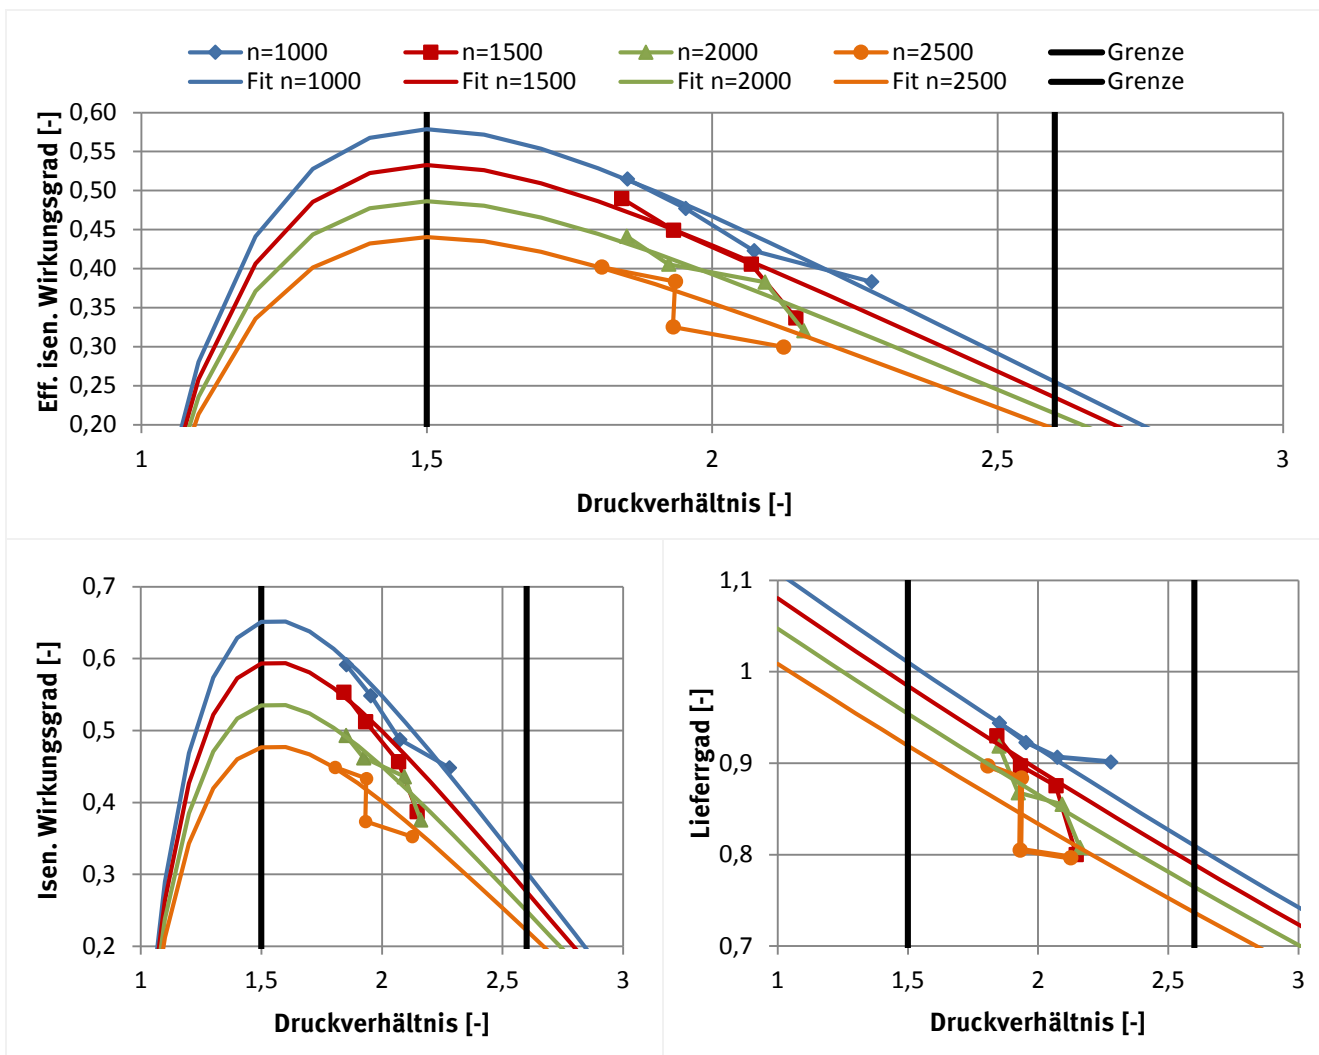 n=1000 n=1500 n=2000 n=2500 Grenze
Fit n=1000 Fit n=1500 Fit n=2000 Fit n=2500 Grenze
Eff. isen. Wirkungsgrad [-]
0,60
0,55
0,50
0,45
0,40
0,35
0,30
0,25
0,20
1 1,5 2 2,5 3
Druckverhältnis [-]
Isen. Wirkungsgrad [-]
0,7
0,6
0,5
0,4
0,3
0,2
1 1,5 2 2,5 3
Druckverhältnis [-]
Lieferrgad [-]
1,1
1
0,9
0,8
0,7
1 1,5 2 2,5 3
Druckverhältnis [-]